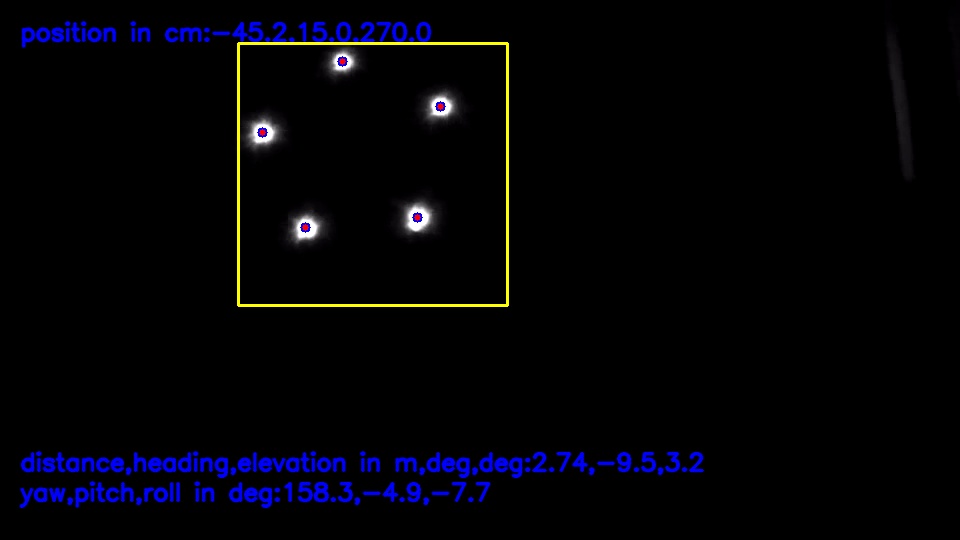 position in cm:-45.2,15.0,270.0
distance,heading,elevation in m,deg,deg:2.74,-9.5,3.2
yaw,pitch,roll in deg:158.3,-4.9,-7.7